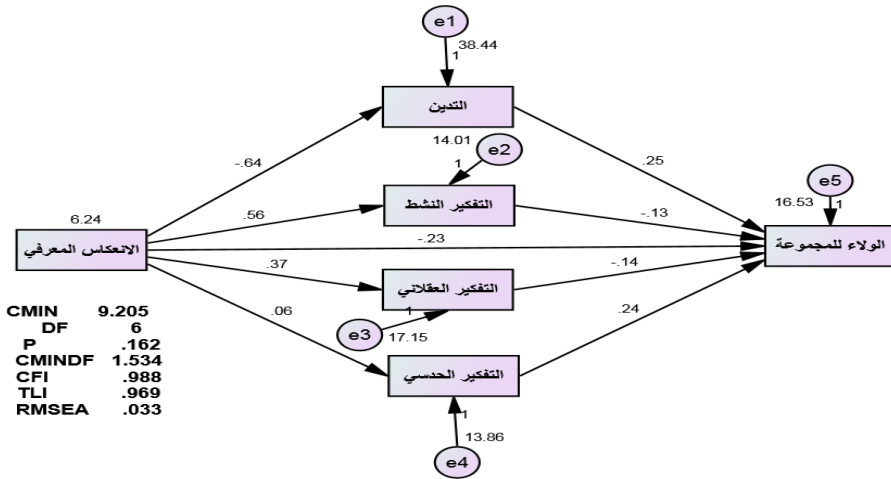 e1
38.44
1
التدين
14.01
e2
1
-.64
.25
e5
16.53
1
التفكير النشط
6.24
.56
-.13
الانعكاس المعرفي
-.23
الولاء للمجموعة
.37
التفكير العقلاني
-.14
1
.06
e3
17.15
.24
CMIN 9.205
DF 6
P .162
CMINDF 1.534
CFI .988
TLI .969
RMSEA .033
التفكير الحدسي
1
13.86
e4